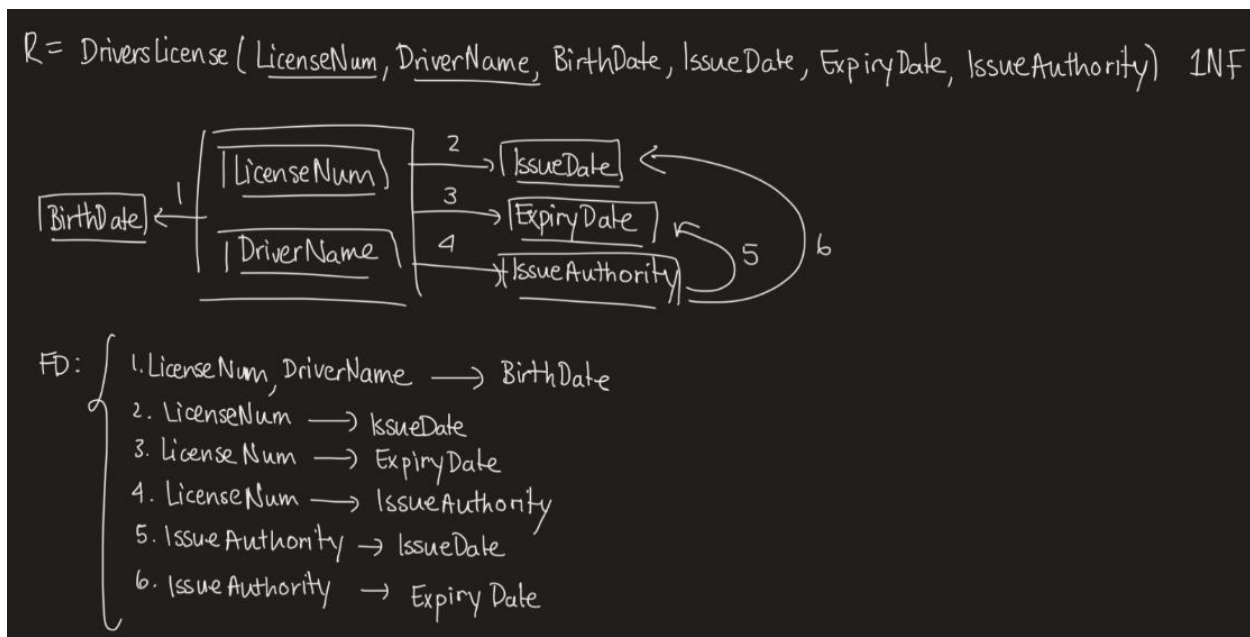 R = DriversLicense ( LicenseNum, DriverName, BirthDate, IssueDate, ExpiryDate, IssueAuthority) 1NF
2
LicenseNum
IssueDate
1
3
BirthDate
ExpiryDate
DriverName
4
5
6
IssueAuthority
FD:
1. LicenseNum, DriverName → BirthDate
2. LicenseNum → IssueDate
3. LicenseNum → ExpiryDate
4. LicenseNum → IssueAuthority
5. IssueAuthority → IssueDate
6. IssueAuthority → ExpiryDate